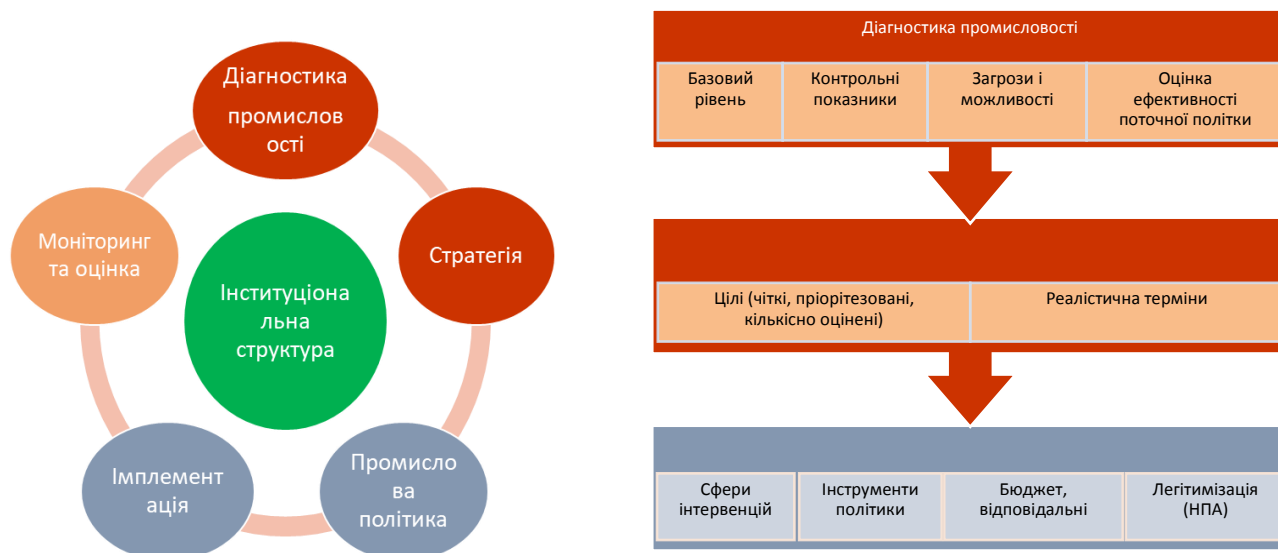 Діагностика
промислов
ості
Стратегія
Промисло
ва
політика
Імплемент
ація
Моніторинг
та оцінка
Інституціона
льна
структура
Діагностика промисловості
Базовий
рівень
Контрольні
показники
Загрози і
можливості
Оцінка
ефективності
поточної політки
Цілі (чіткі, пріорітезовані,
кількісно оцінені)
Реалістична терміни
Сфери
інтервенцій
Інструменти
політики
Бюджет,
відповідальні
Легітимізація
(НПА)